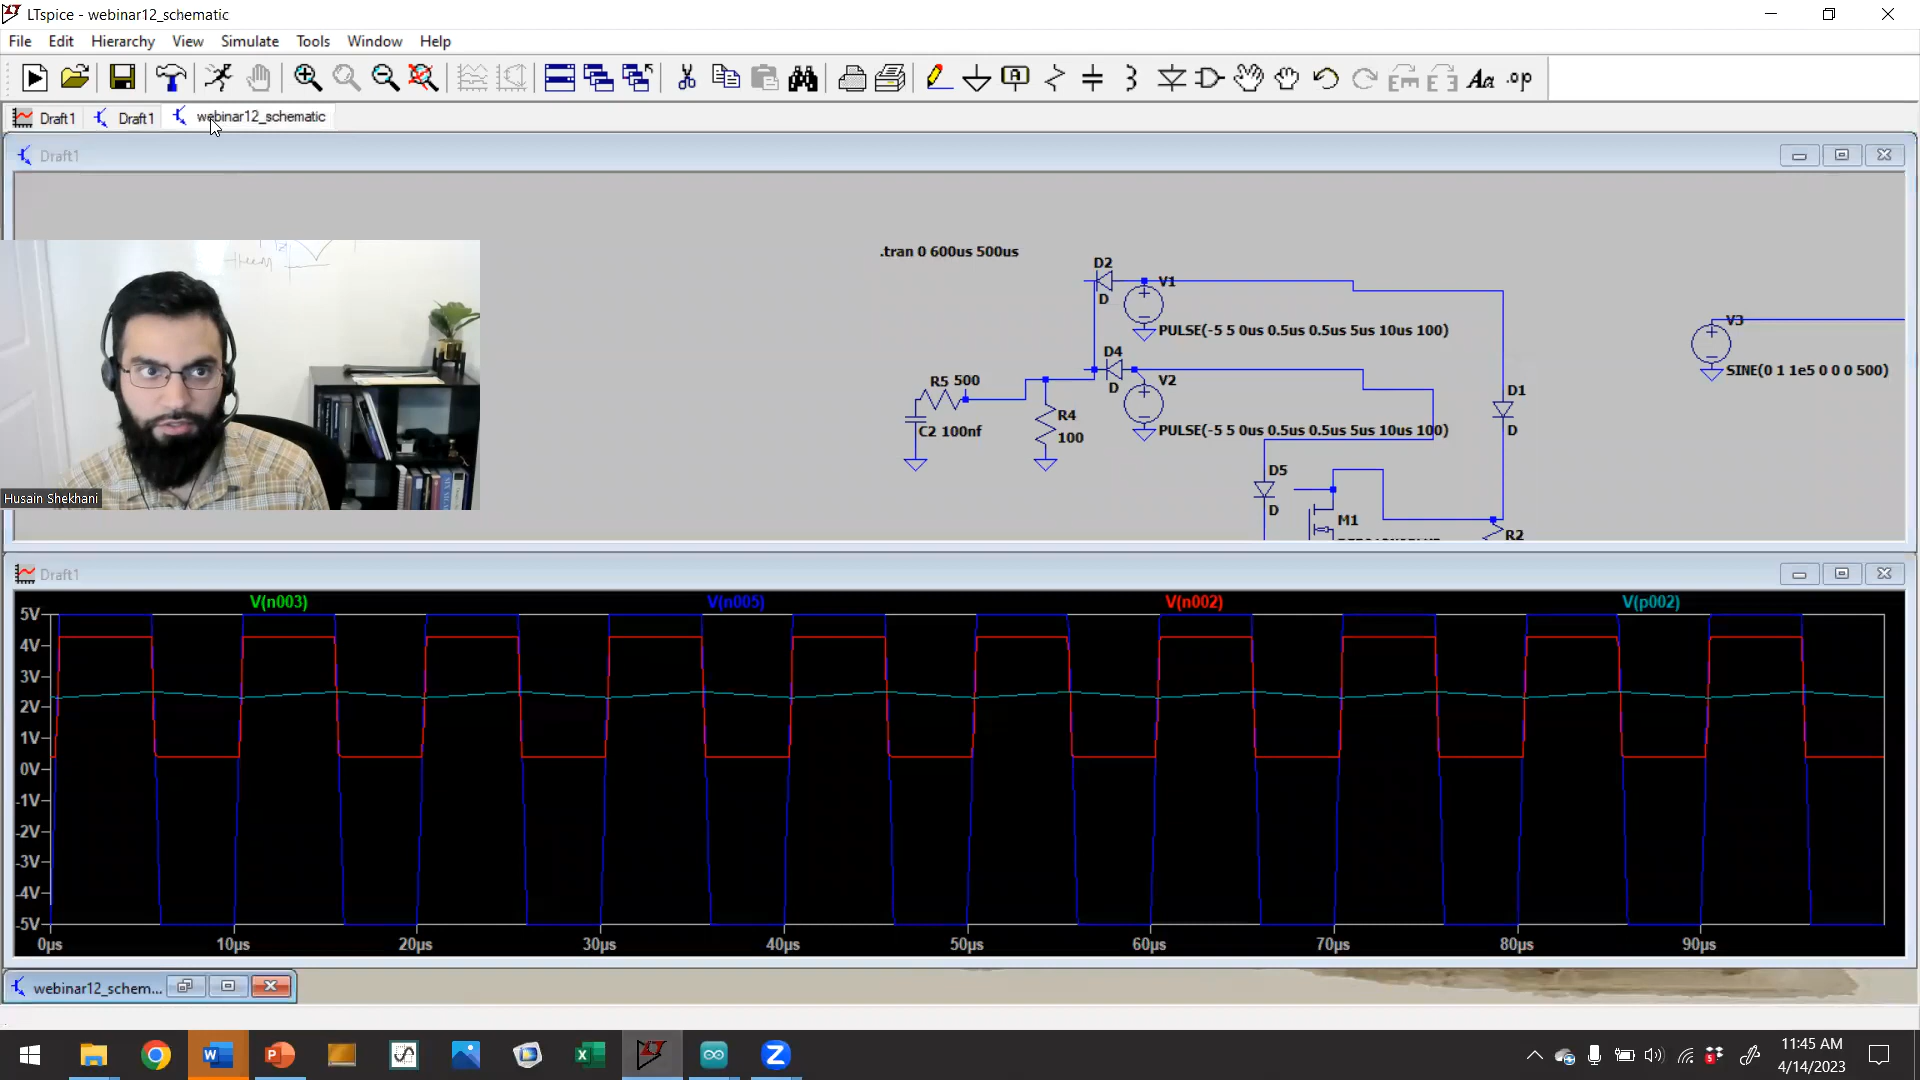 LTspice - webinar12_schematic
File Edit Hierarchy View Simulate Tools Window Help
Draft1 Draft1 webinar12_schematic
Draft1
.tran 0 600us 500us
D2
D
V1
PULSE(-5 5 0us 0.5us 0.5us 5us 10us 100)
V3
SINE(0 1 1e5 0 0 0 500)
D4
D
V2
PULSE(-5 5 0us 0.5us 0.5us 5us 10us 100)
R5 500
C2 100nf
R4
100
D1
D
D5
D
M1
R2
Husain Shekhani
Draft1
V(n003) V(n005) V(n002) V(p002)
5V
4V
3V
2V
1V
0V
-1V
-2V
-3V
-4V
-5V
0µs 10µs 20µs 30µs 40µs 50µs 60µs 70µs 80µs 90µs
webinar12_schem...
11:45 AM
4/14/2023